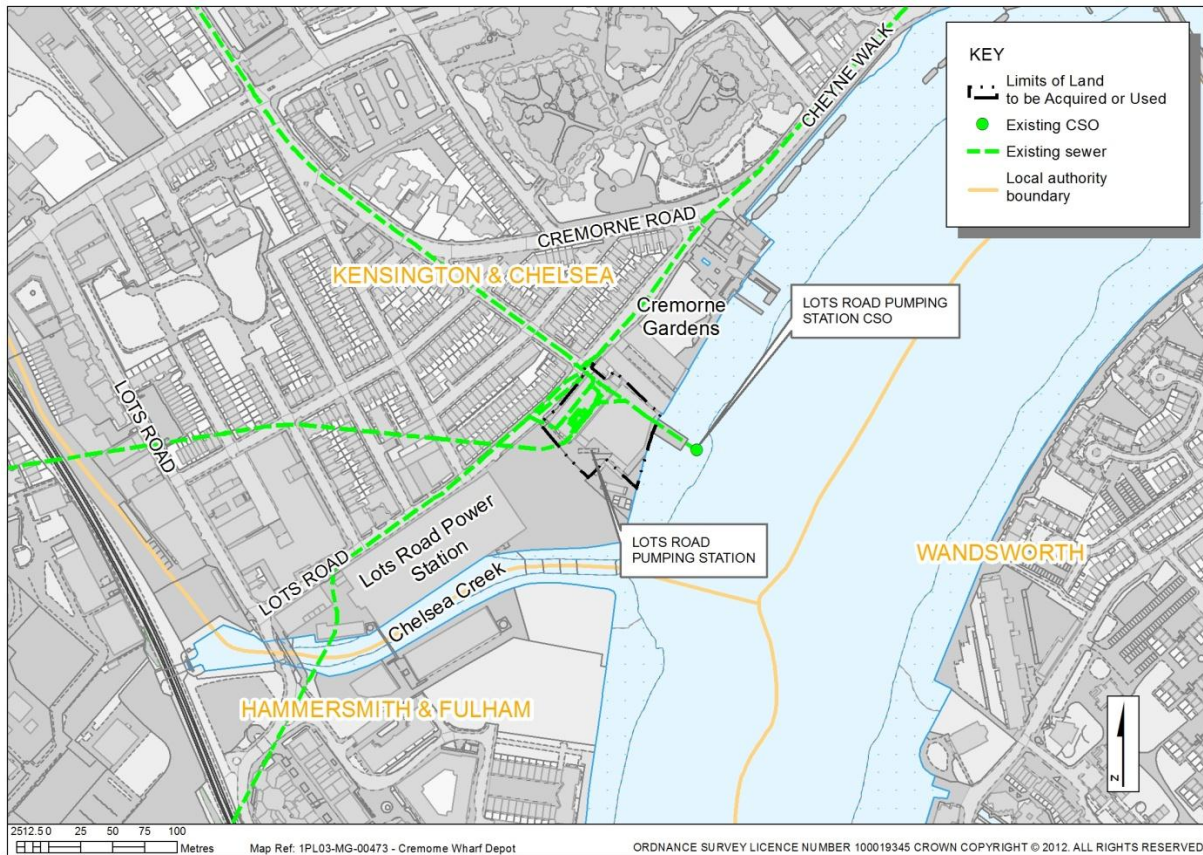 KEY
Limits of Land
to be Acquired or Used
Existing CSO
Existing sewer
Local authority
boundary
CHEYNE WALK
CREMORNE ROAD
KENSINGTON & CHELSEA
Cremorne
Gardens
LOTS ROAD PUMPING
STATION CSO
LOTS ROAD
LOTS ROAD
PUMPING STATION
WANDSWORTH
Lots Road Power
Station
LOTS ROAD
Chelsea Creek
HAMMERSMITH & FULHAM
N
2512.5 0 25 50 75 100
Metres
Map Ref: 1PL03-MG-00473 - Cremorne Wharf Depot
ORDNANCE SURVEY LICENCE NUMBER 100019345 CROWN COPYRIGHT © 2012. ALL RIGHTS RESERVED